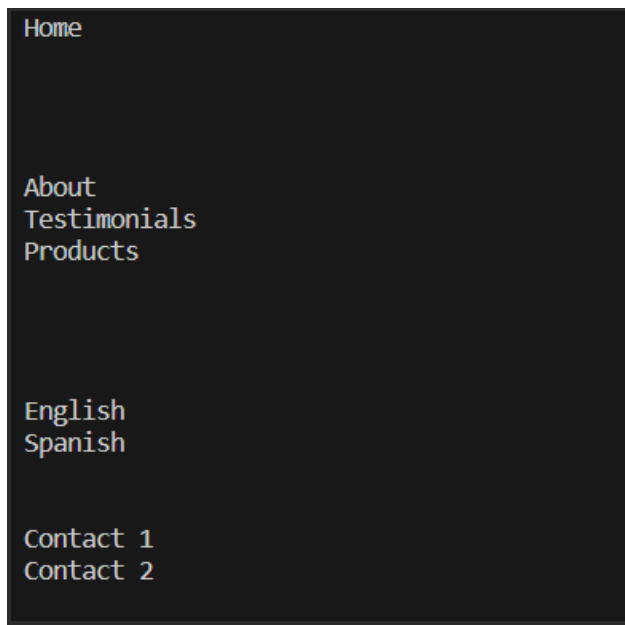 Home
About
Testimonials
Products
English
Spanish
Contact 1
Contact 2